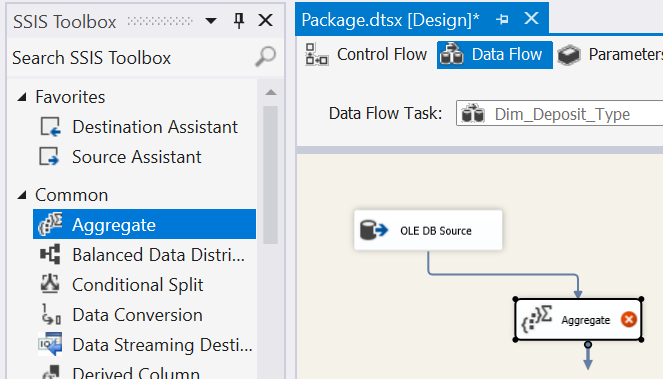 SSIS Toolbox
Search SSIS Toolbox
Favorites
Destination Assistant
Source Assistant
Common
Aggregate
Balanced Data Distri...
Conditional Split
Data Conversion
Data Streaming Desti...
Derived Column
Package.dtsx [Design]*
Control Flow
Data Flow
Parameters
Data Flow Task:
Dim_Deposit_Type
OLE DB Source
Aggregate